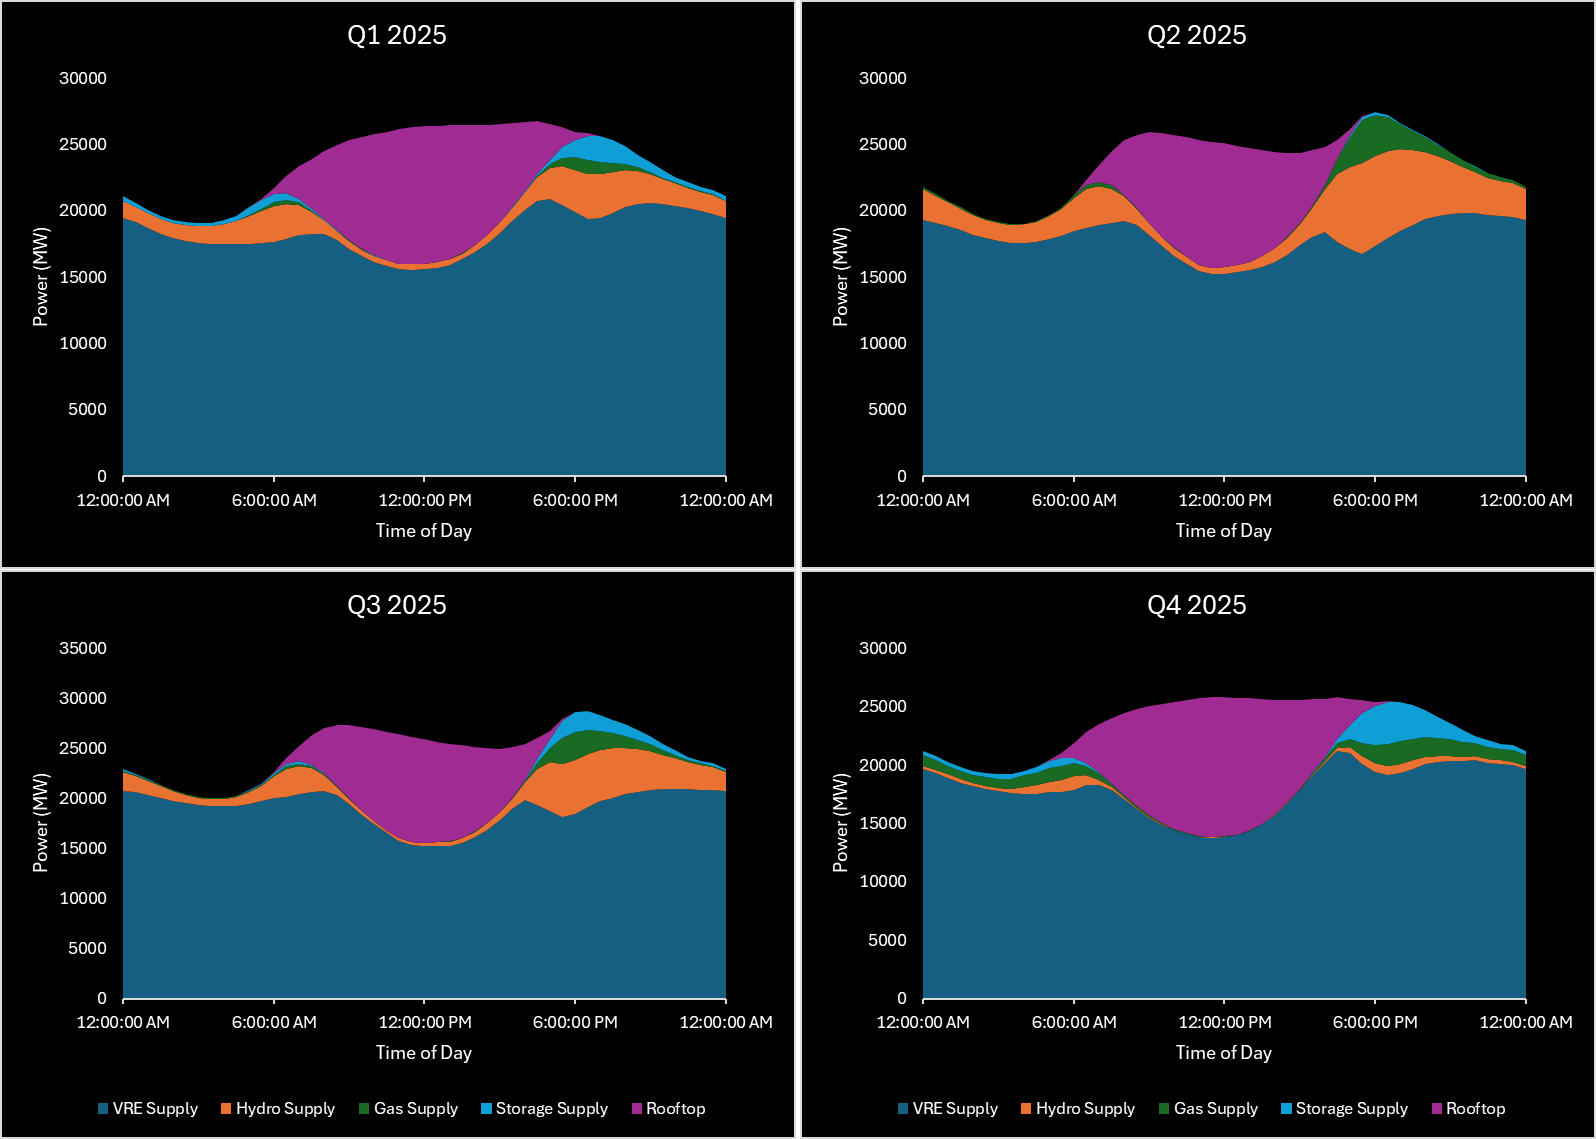 Q1 2025
30000
25000
20000
15000
10000
5000
0
Power (MW)
12:00:00 AM 6:00:00 AM 12:00:00 PM 6:00:00 PM 12:00:00 AM
Time of Day
Q2 2025
30000
25000
20000
15000
10000
5000
0
Power (MW)
12:00:00 AM 6:00:00 AM 12:00:00 PM 6:00:00 PM 12:00:00 AM
Time of Day
Q3 2025
35000
30000
25000
20000
15000
10000
5000
0
Power (MW)
12:00:00 AM 6:00:00 AM 12:00:00 PM 6:00:00 PM 12:00:00 AM
Time of Day
VRE Supply Hydro Supply Gas Supply Storage Supply Rooftop
Q4 2025
30000
25000
20000
15000
10000
5000
0
Power (MW)
12:00:00 AM 6:00:00 AM 12:00:00 PM 6:00:00 PM 12:00:00 AM
Time of Day
VRE Supply Hydro Supply Gas Supply Storage Supply Rooftop